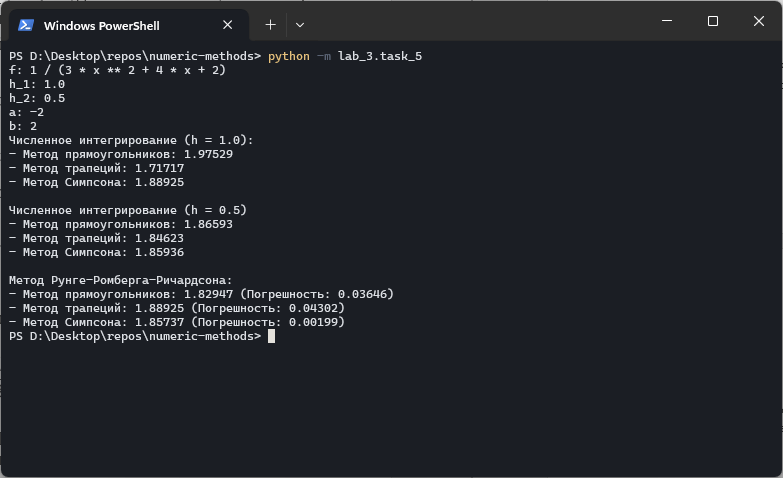 Windows PowerShell
PS D:\Desktop\repos\numeric-methods> python -m lab_3.task_5
f: 1 / (3 * x ** 2 + 4 * x + 2)
h_1: 1.0
h_2: 0.5
a: -2
b: 2
Численное интегрирование (h = 1.0):
- Метод прямоугольников: 1.97529
- Метод трапеций: 1.71717
- Метод Симпсона: 1.88925
Численное интегрирование (h = 0.5)
- Метод прямоугольников: 1.86593
- Метод трапеций: 1.84623
- Метод Симпсона: 1.85936
Метод Рунге-Ромберга-Ричардсона:
- Метод прямоугольников: 1.82947 (Погрешность: 0.03646)
- Метод трапеций: 1.88925 (Погрешность: 0.04302)
- Метод Симпсона: 1.85737 (Погрешность: 0.00199)
PS D:\Desktop\repos\numeric-methods>